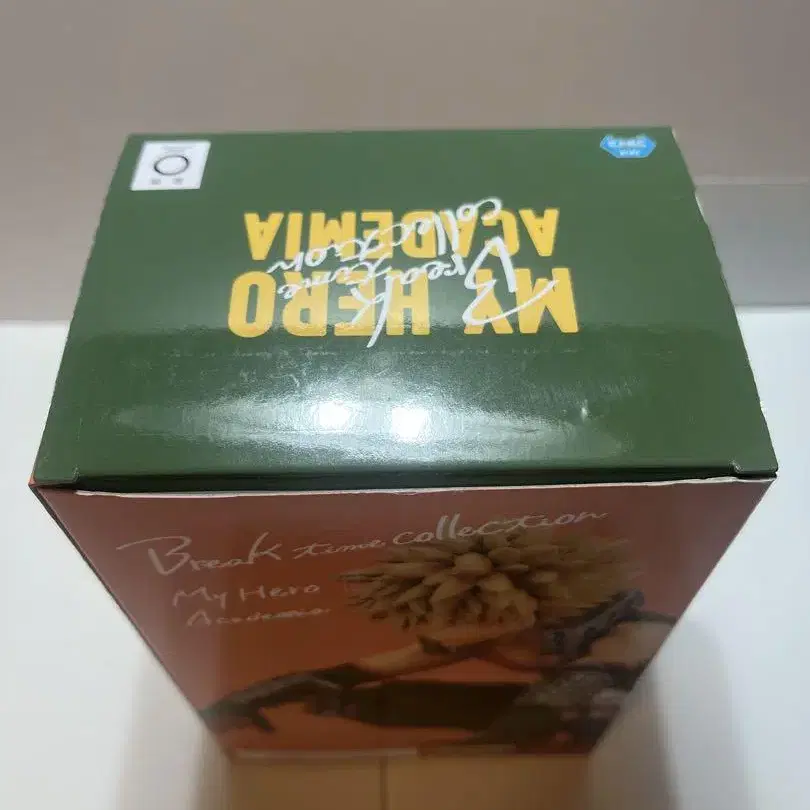 MY HERO
ACADEMIA
Break time
collection
Break time collection
My Hero
Academia